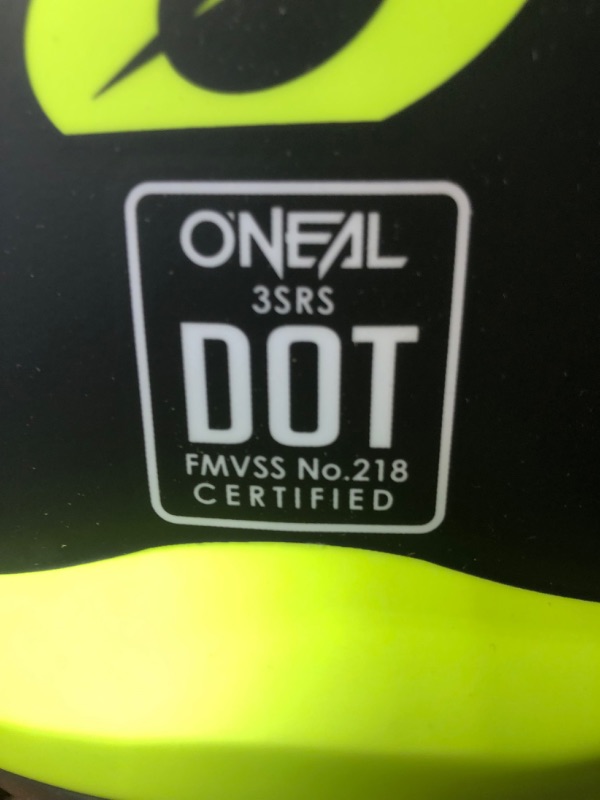 O'NEAL
3SRS
DOT
FMVSS No.218
CERTIFIED